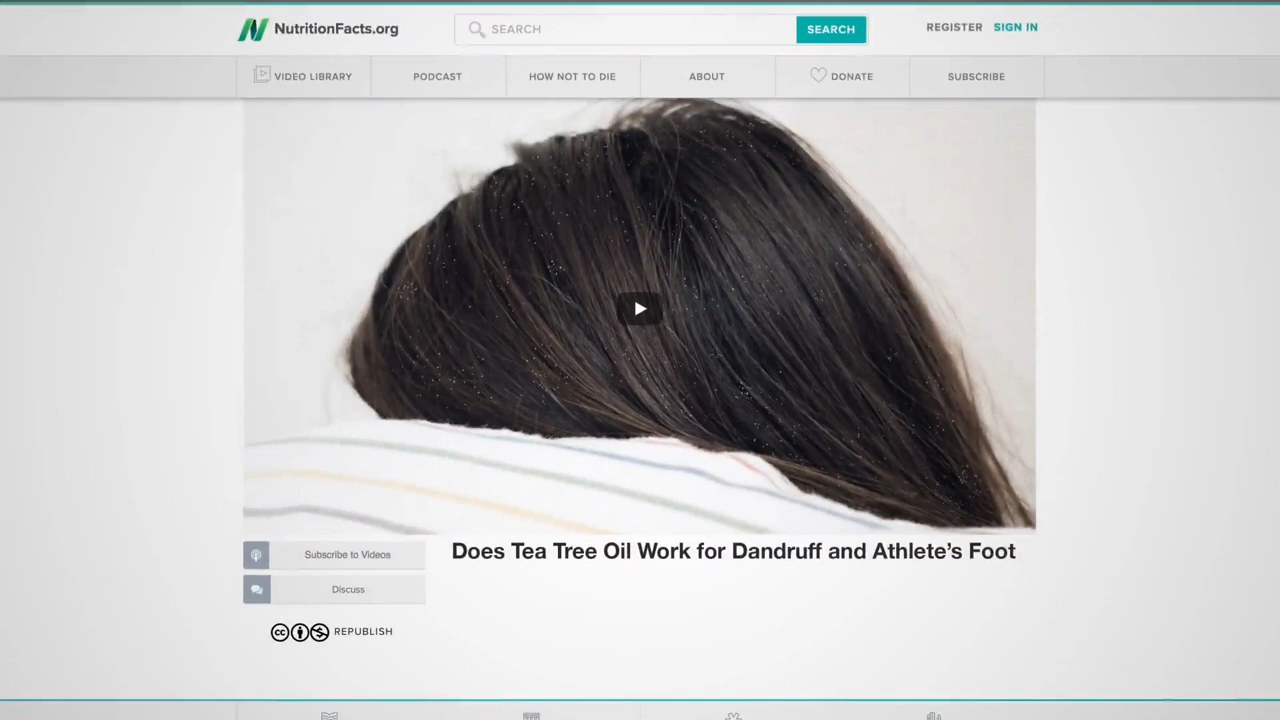 NutritionFacts.org
SEARCH
SEARCH
REGISTER SIGN IN
VIDEO LIBRARY
PODCAST
HOW NOT TO DIE
ABOUT
DONATE
SUBSCRIBE
Subscribe to Videos
Does Tea Tree Oil Work for Dandruff and Athlete's Foot
Discuss
cc REPUBLISH